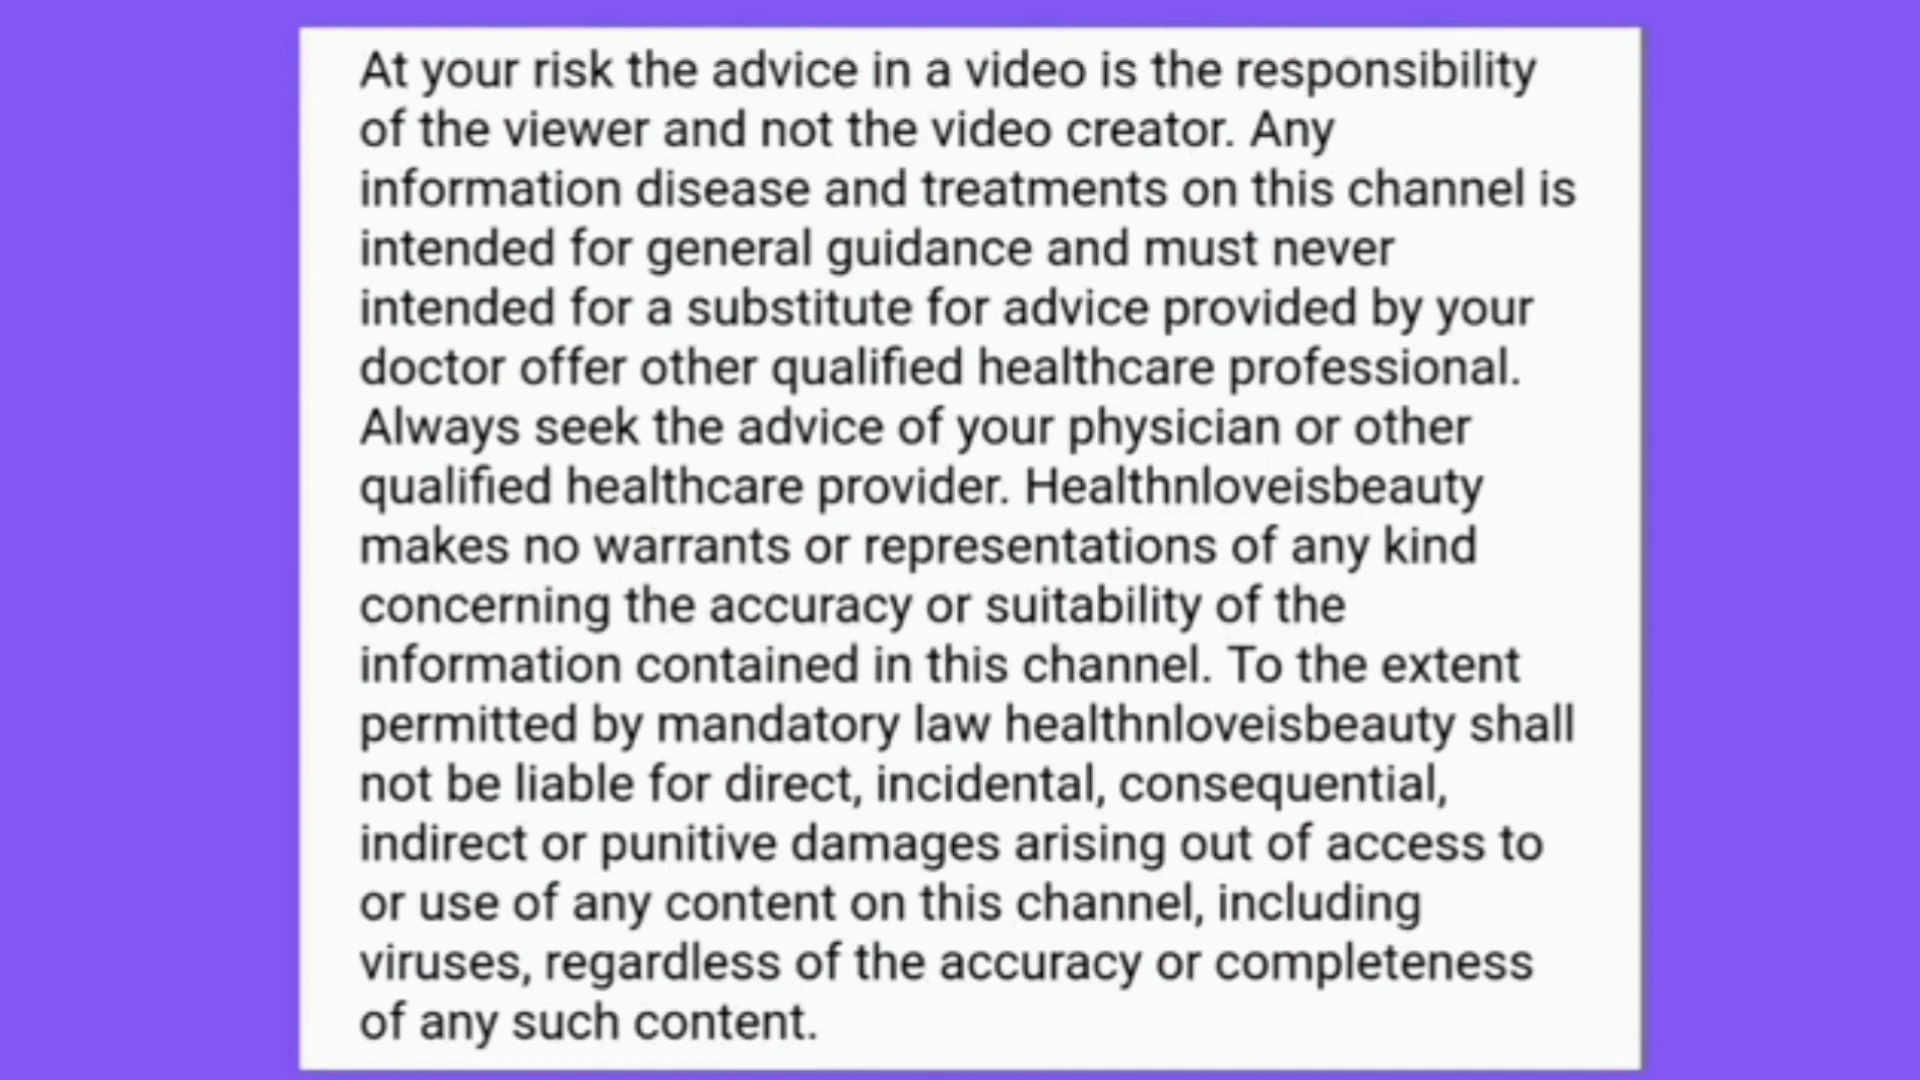 At your risk the advice in a video is the responsibility
of the viewer and not the video creator. Any
information disease and treatments on this channel is
intended for general guidance and must never
intended for a substitute for advice provided by your
doctor offer other qualified healthcare professional.
Always seek the advice of your physician or other
qualified healthcare provider. Healthnloveisbeauty
makes no warrants or representations of any kind
concerning the accuracy or suitability of the
information contained in this channel. To the extent
permitted by mandatory law healthnloveisbeauty shall
not be liable for direct, incidental, consequential,
indirect or punitive damages arising out of access to
or use of any content on this channel, including
viruses, regardless of the accuracy or completeness
of any such content.